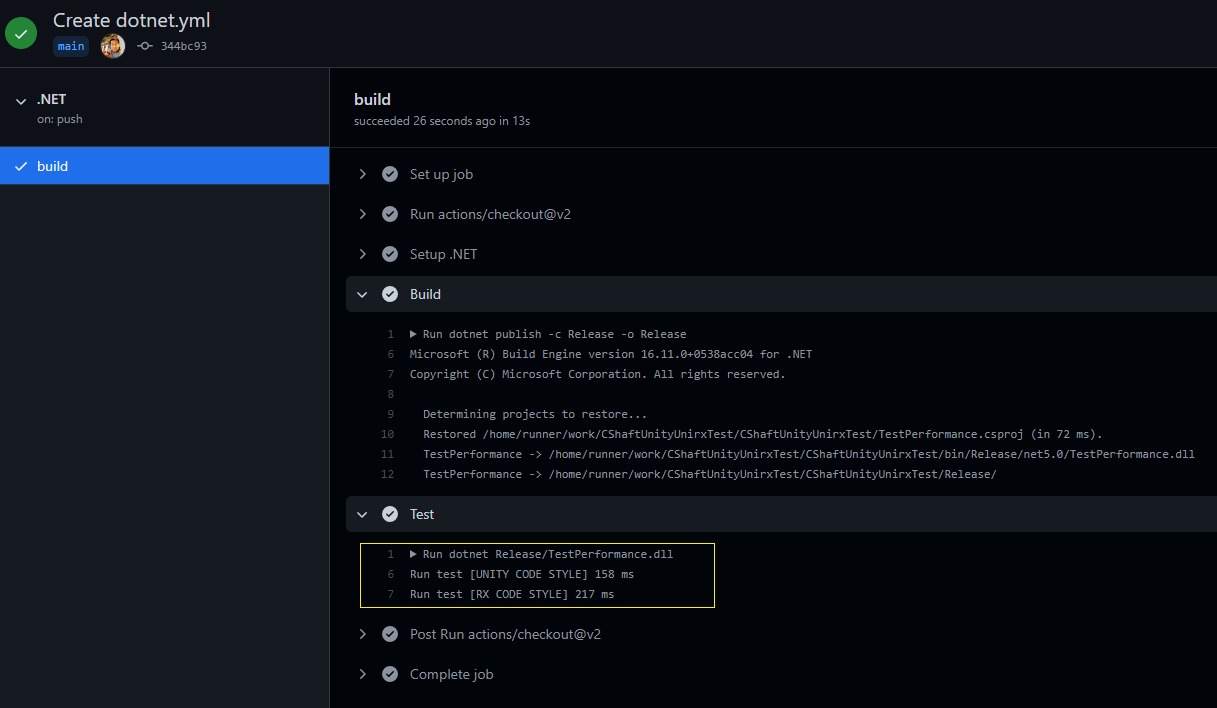 Create dotnet.yml
main 344bc93
.NET
on: push
build
build
succeeded 26 seconds ago in 13s
Set up job
Run actions/checkout@v2
Setup .NET
Build
1 Run dotnet publish -c Release -o Release
6 Microsoft (R) Build Engine version 16.11.0+0538acc04 for .NET
7 Copyright (C) Microsoft Corporation. All rights reserved.
8
9 Determining projects to restore...
10 Restored /home/runner/work/CShaftUnityUnirxTest/CShaftUnityUnirxTest/TestPerformance.csproj (in 72 ms).
11 TestPerformance -> /home/runner/work/CShaftUnityUnirxTest/CShaftUnityUnirxTest/bin/Release/net5.0/TestPerformance.dll
12 TestPerformance -> /home/runner/work/CShaftUnityUnirxTest/CShaftUnityUnirxTest/Release/
Test
1 Run dotnet Release/TestPerformance.dll
6 Run test [UNITY CODE STYLE] 158 ms
7 Run test [RX CODE STYLE] 217 ms
Post Run actions/checkout@v2
Complete job